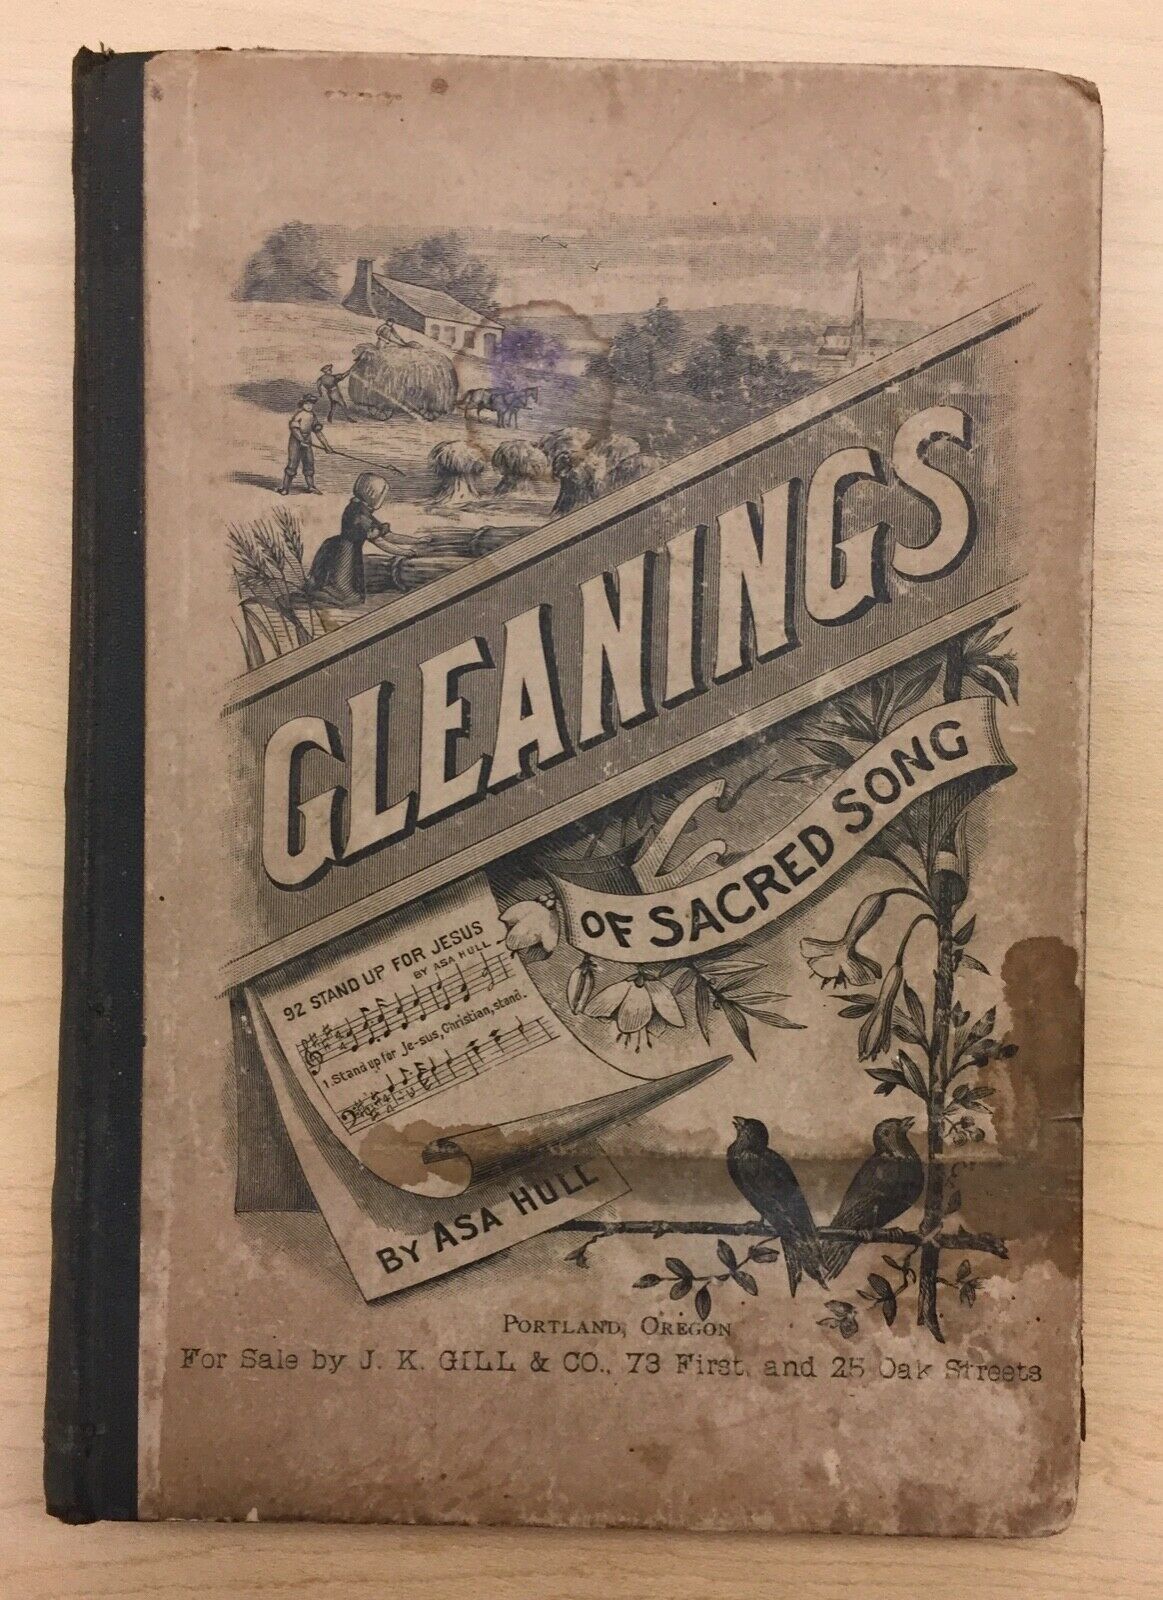 GLEANINGS
OF SACRED SONG
92 STAND UP FOR JESUS
BY ASA HULL
1. Stand up for Je-sus, Christian, stand.
BY ASA HULL
PORTLAND, OREGON
For Sale by J. K. GILL & CO., 73 First, and 25 Oak Streets